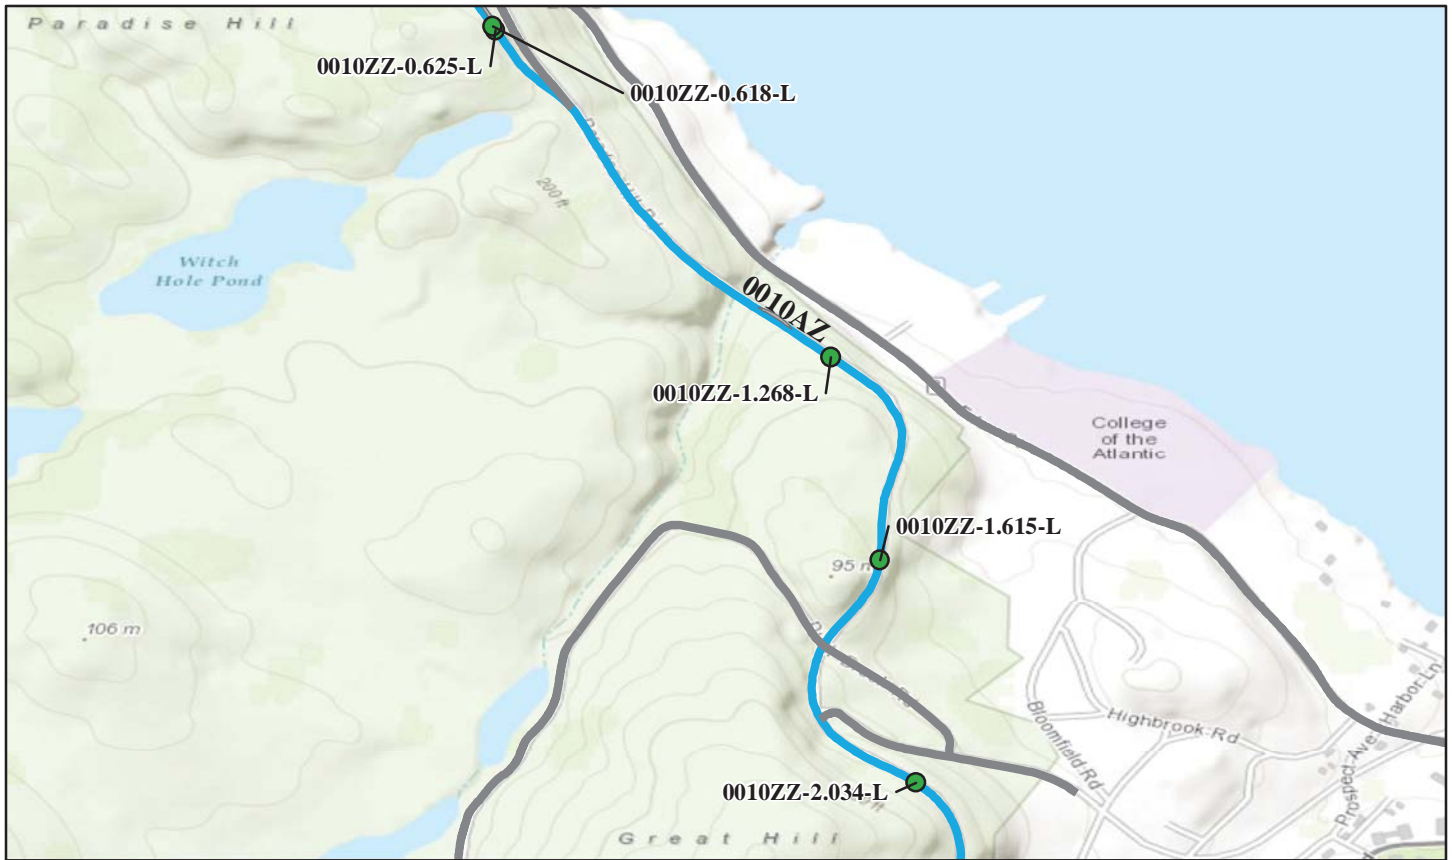 Paradise Hill
0010ZZ-0.625-L
0010ZZ-0.618-L
200 ft
Witch
Hole Pond
0010AZ
0010ZZ-1.268-L
College
of the
Atlantic
0010ZZ-1.615-L
95 m
106 m
Bloomfield Rd
Highbrook Rd
Harbor Ln
Prospect Ave
0010ZZ-2.034-L
ft
Great Hill